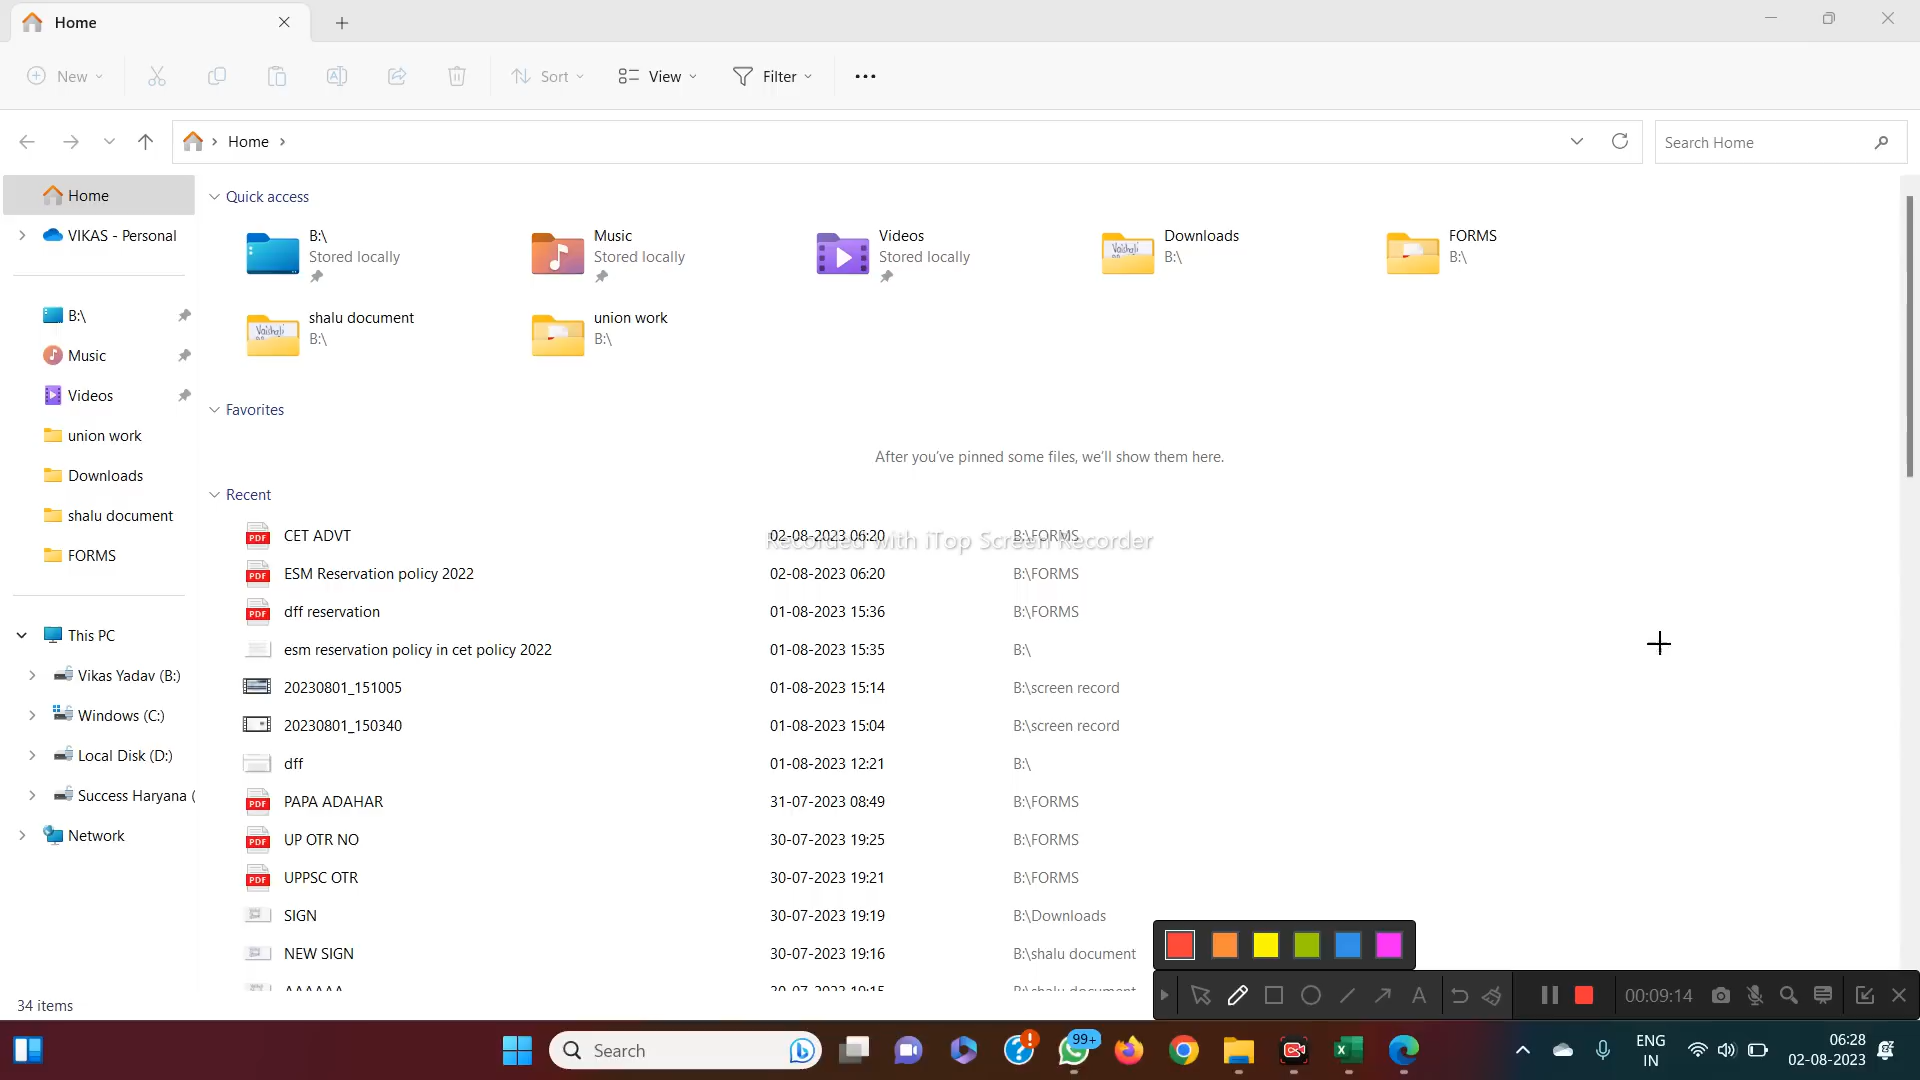 Home
New
Sort
View
Filter
Home
Search Home
Home
VIKAS - Personal
B:\
Music
Videos
union work
Downloads
shalu document
FORMS
This PC
Vikas Yadav (B:)
Windows (C:)
Local Disk (D:)
Success Haryana (
Network
Quick access
B:\
Stored locally
Music
Stored locally
Videos
Stored locally
Downloads
B:\
FORMS
B:\
shalu document
B:\
union work
B:\
Favorites
After you've pinned some files, we'll show them here.
Recent
CET ADVT 02-08-2023 06:20 B:\FORMS
Recorded with iTop Screen Recorder
ESM Reservation policy 2022 02-08-2023 06:20 B:\FORMS
dff reservation 01-08-2023 15:36 B:\FORMS
esm reservation policy in cet policy 2022 01-08-2023 15:35 B:\
20230801_151005 01-08-2023 15:14 B:\screen record
20230801_150340 01-08-2023 15:04 B:\screen record
dff 01-08-2023 12:21 B:\
PAPA ADAHAR 31-07-2023 08:49 B:\FORMS
UP OTR NO 30-07-2023 19:25 B:\FORMS
UPPSC OTR 30-07-2023 19:21 B:\FORMS
SIGN 30-07-2023 19:19 B:\Downloads
NEW SIGN 30-07-2023 19:16 B:\shalu document
AAAAAA 30-07-2023 19:15 B:\shalu document
34 items
00:09:14
Search
99+
ENG
IN
06:28
02-08-2023